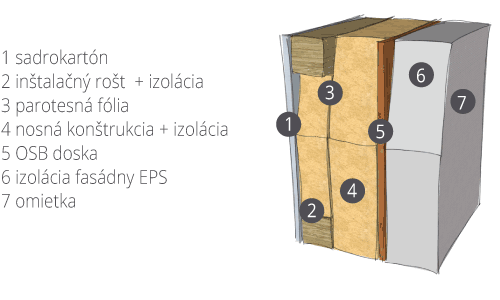 1 sadrokartón
2 inštalačný rošt + izolácia
3 parotesná fólia
4 nosná konštrukcia + izolácia
5 OSB doska
6 izolácia fasádny EPS
7 omietka
1
2
3
4
5
6
7